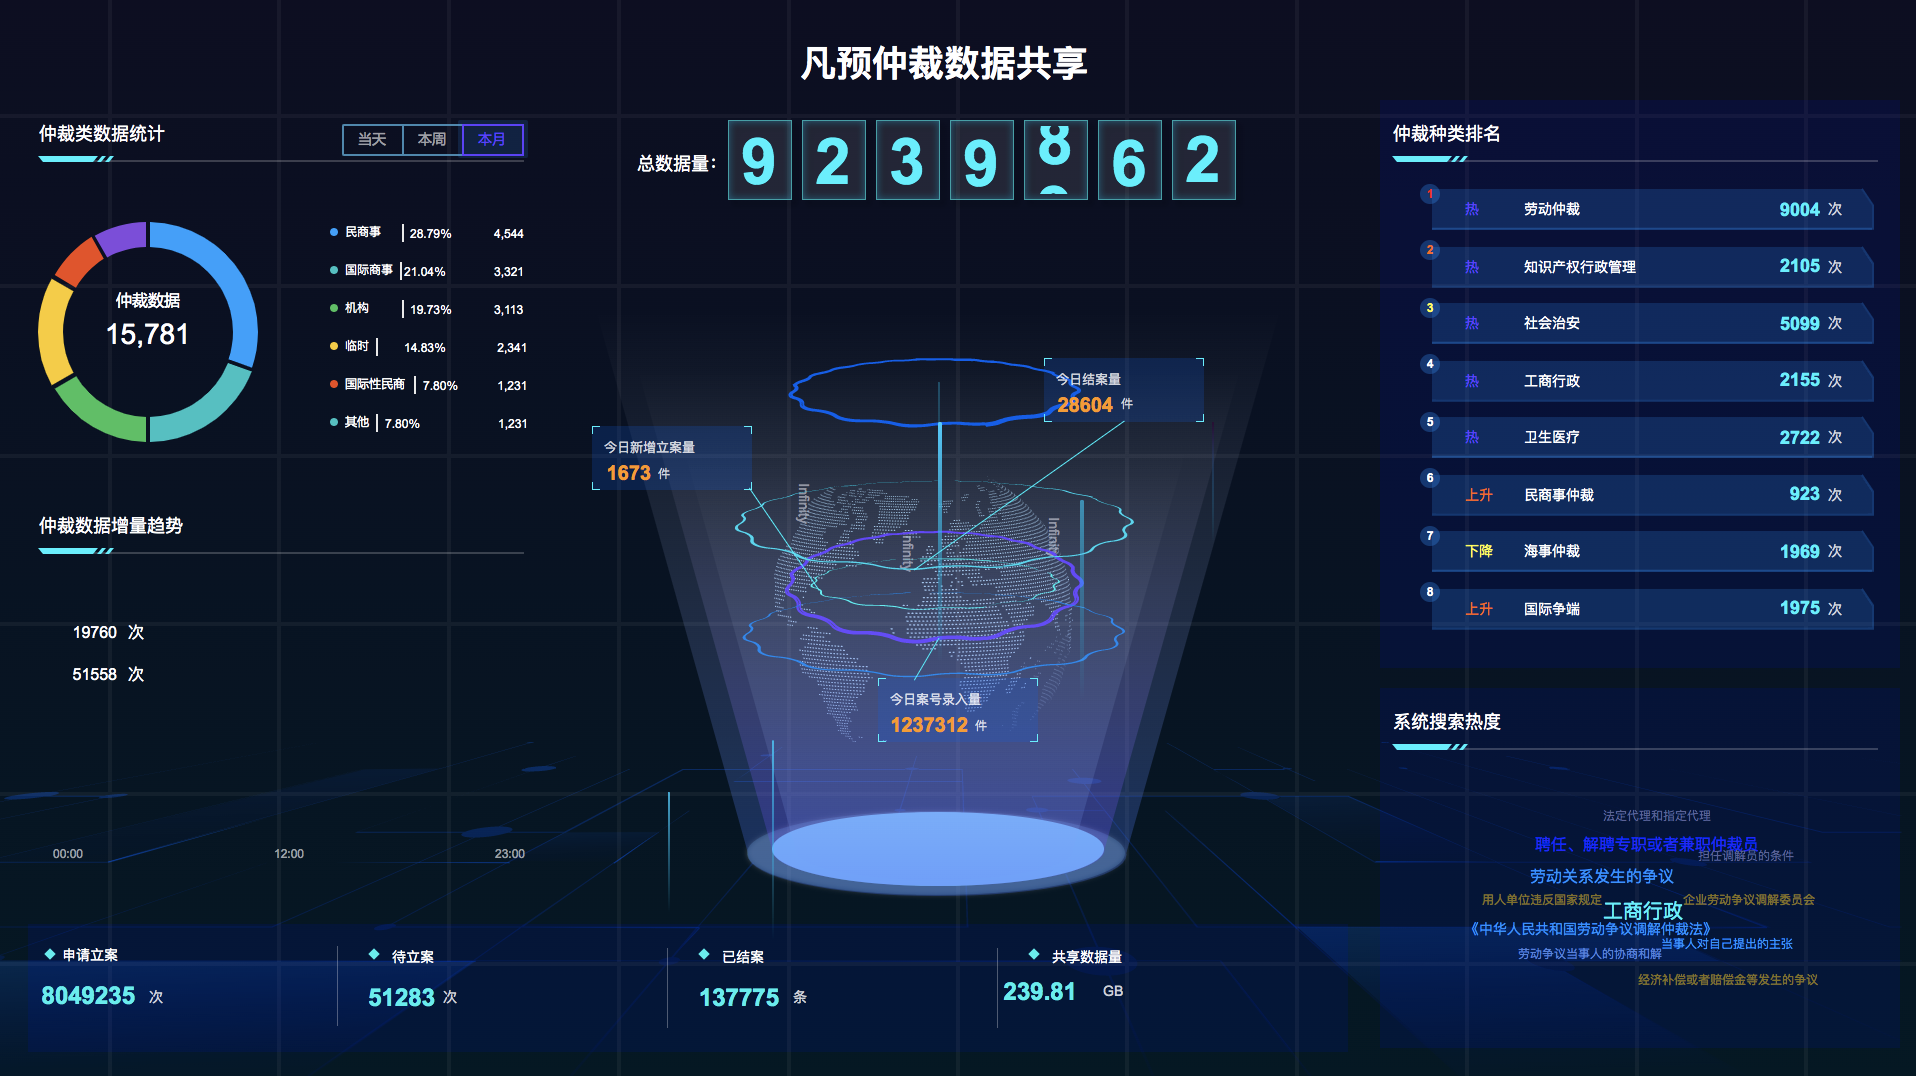 凡预仲裁数据共享
仲裁类数据统计
当天 本周 本月
仲裁数据
15,781
民商事 28.79% 4,544
国际商事 21.04% 3,321
机构 19.73% 3,113
临时 14.83% 2,341
国际性民商 7.80% 1,231
其他 7.80% 1,231
仲裁数据增量趋势
19760 次
51558 次
00:00 12:00 23:00
总数据量: 9 2 3 9 8 6 2
今日结案量
28604 件
今日新增立案量
1673 件
Infinity
Infinity
Infinity
今日案号录入量
1237312 件
仲裁种类排名
1 热 劳动仲裁 9004 次
2 热 知识产权行政管理 2105 次
3 热 社会治安 5099 次
4 热 工商行政 2155 次
5 热 卫生医疗 2722 次
6 上升 民商事仲裁 923 次
7 下降 海事仲裁 1969 次
8 上升 国际争端 1975 次
系统搜索热度
法定代理和指定代理
聘任、解聘专职或者兼职仲裁员
担任调解员的条件
劳动关系发生的争议
用人单位违反国家规定
企业劳动争议调解委员会
工商行政
《中华人民共和国劳动争议调解仲裁法》
当事人对自己提出的主张
劳动争议当事人的协商和解
经济补偿或者赔偿金等发生的争议
申请立案
8049235 次
待立案
51283 次
已结案
137775 条
共享数据量
239.81 GB